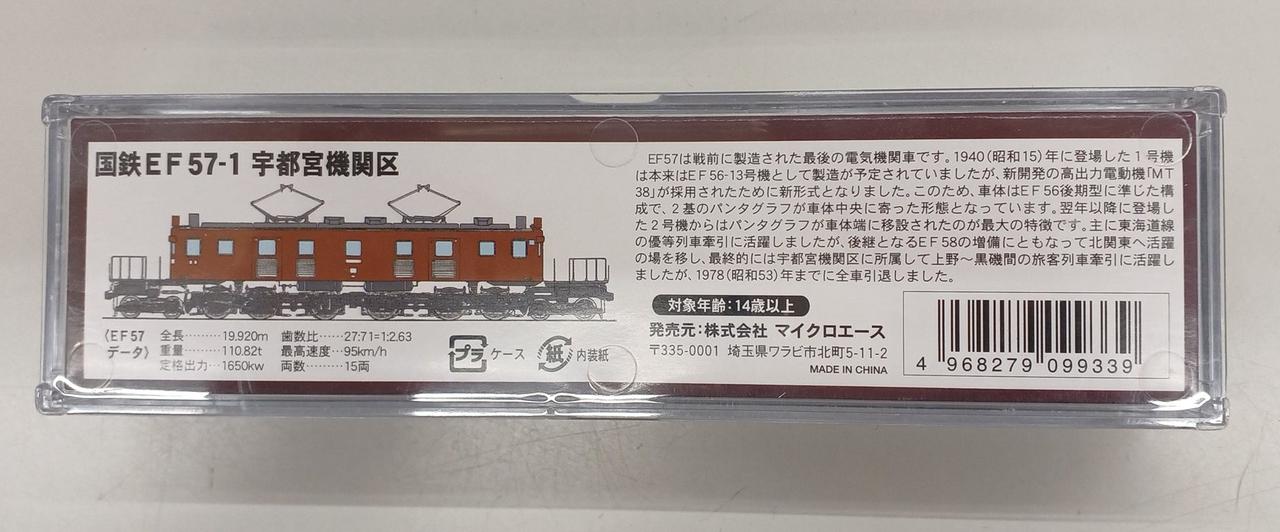 国鉄EF57-1 宇都宮機関区
EF57は戦前に製造された最後の電気機関車です。1940(昭和15)年に登場した1号機
は本来はEF56-13号機として製造が予定されていましたが、新開発の高出力電動機「MT
38」が採用されたために新形式となりました。このため、車体はEF56後期型に準じた構
成で、2基のパンタグラフが車体中央に寄った形態となっています。翌年以降に登場し
た2号機からはパンタグラフが車体端に移設されたのが最大の特徴です。主に東海道線
の優等列車牽引に活躍しましたが、後継となるEF58の増備にともなって北関東へ活躍
の場を移し、最終的には宇都宮機関区に所属して上野〜黒磯間の旅客列車牽引に活躍し
ましたが、1978(昭和53)年までに全車引退しました。
〈EF57
データ〉
全長………19.920m
重量………110.82t
定格出力…1650kw
歯数比……27:71=1:2.63
最高速度…95km/h
両数………15両
プラ ケース
紙 内装紙
対象年齢:14歳以上
発売元:株式会社 マイクロエース
〒335-0001 埼玉県ワラビ市北町5-11-2
MADE IN CHINA
4 968279 099339